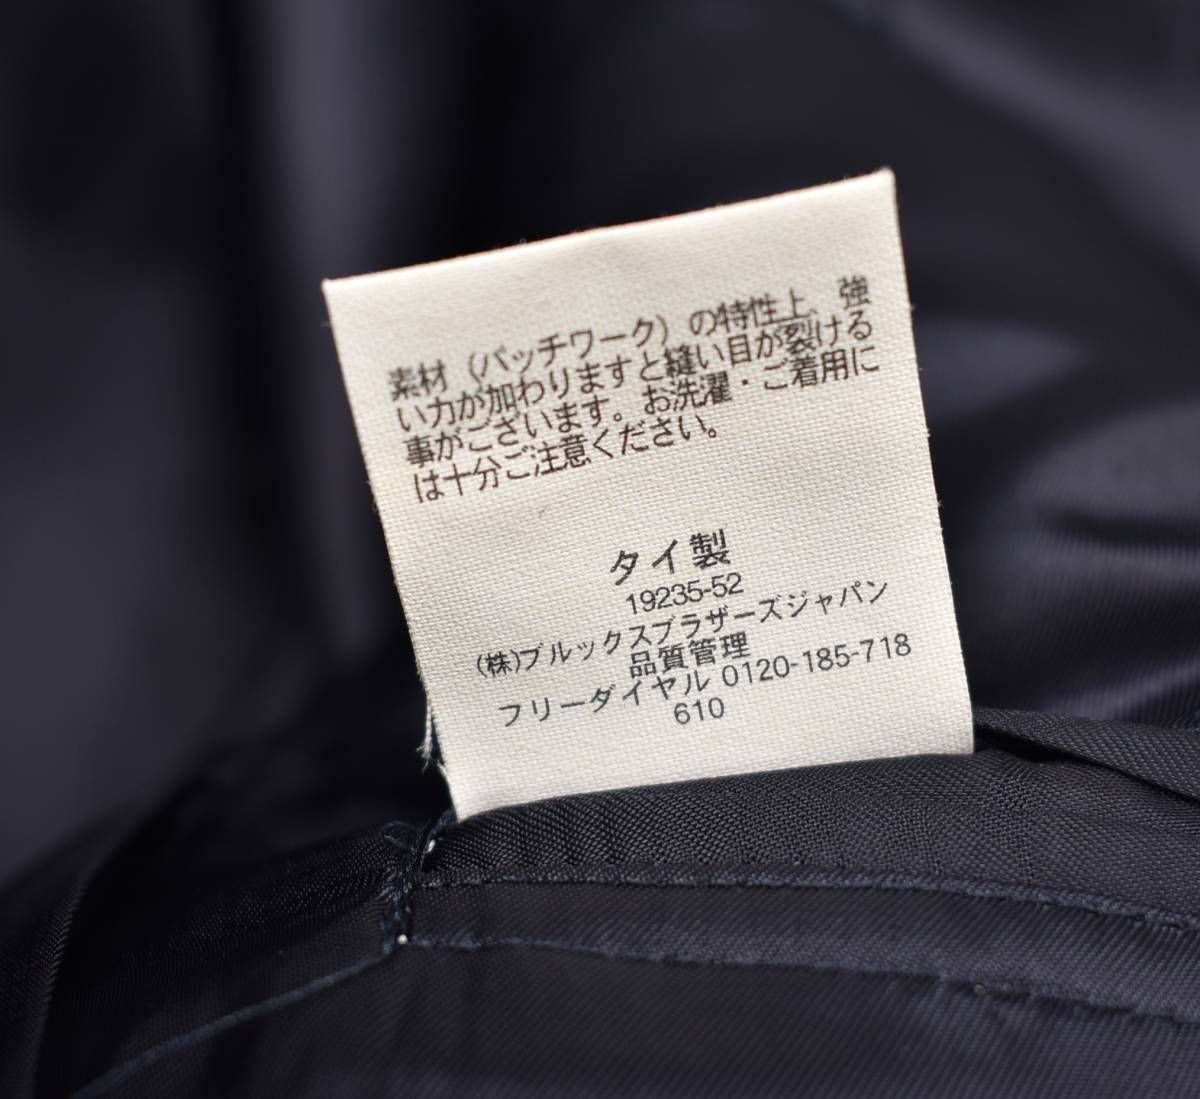 素材（パッチワーク）の特性上、強
い力が加わりますと縫い目が裂ける
事がございます。お洗濯・ご着用に
は十分ご注意ください。
タイ製
19235-52
(株)ブルックスブラザーズジャパン
品質管理
フリーダイヤル 0120-185-718
610